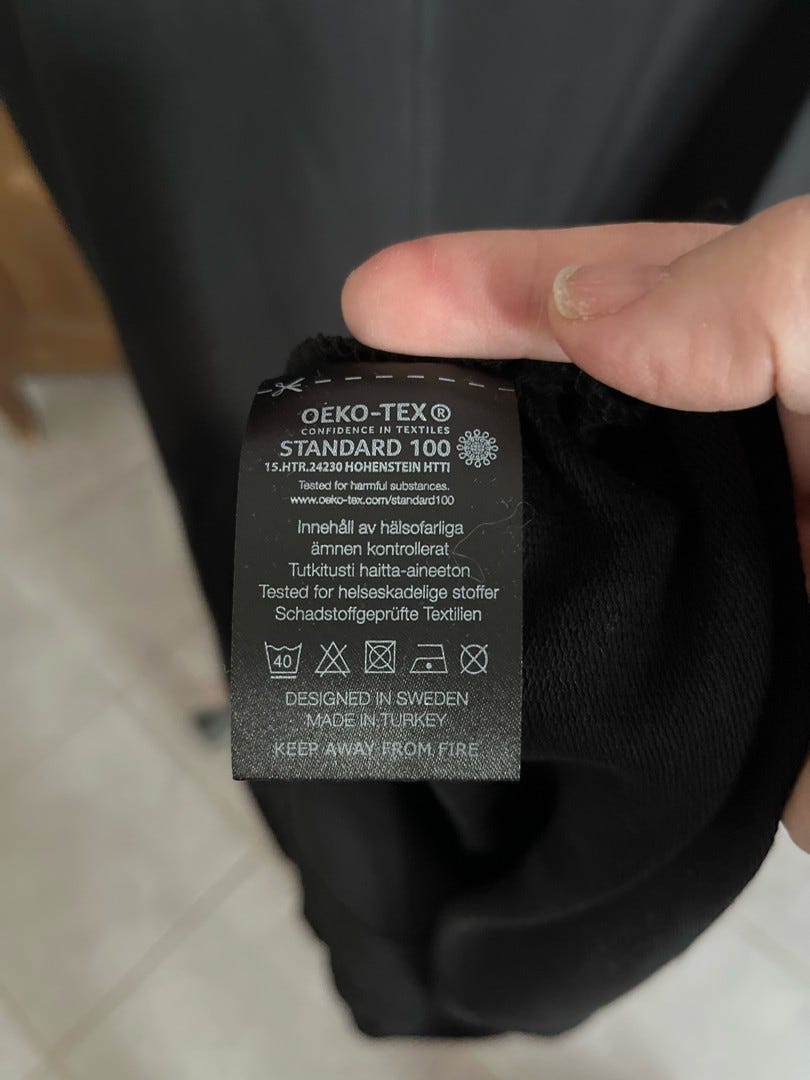 OEKO-TEX®
CONFIDENCE IN TEXTILES
STANDARD 100
15.HTR.24230 HOHENSTEIN HTTI
Tested for harmful substances.
www.oeko-tex.com/standard100
Innehåll av hälsofarliga
ämnen kontrollerat
Tutkitusti haitta-aineeton
Tested for helseskadelige stoffer
Schadstoffgeprüfte Textilien
40
DESIGNED IN SWEDEN
MADE IN TURKEY
KEEP AWAY FROM FIRE